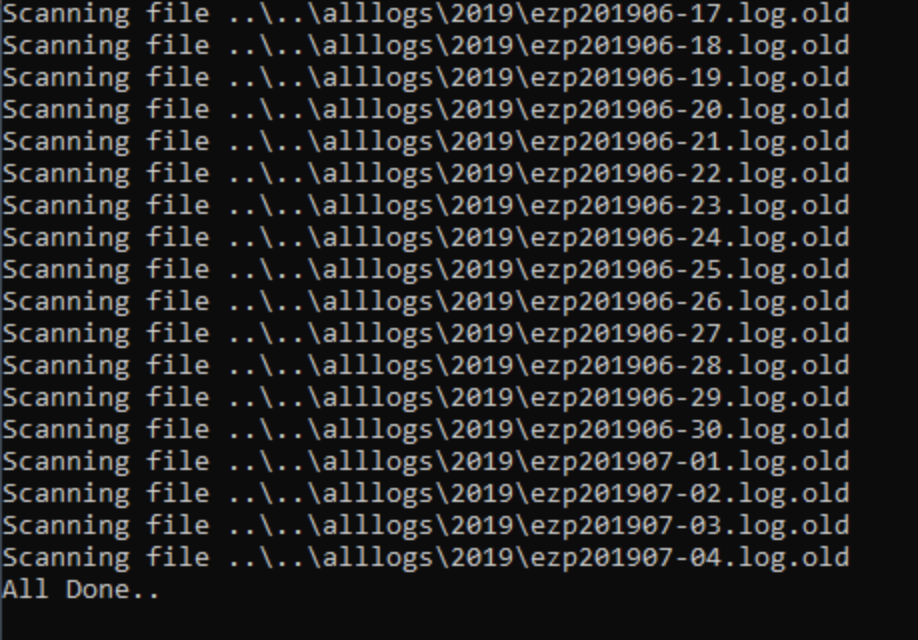 Scanning file ..\..\alllogs\2019\ezp201906-17.log.old
Scanning file ..\..\alllogs\2019\ezp201906-18.log.old
Scanning file ..\..\alllogs\2019\ezp201906-19.log.old
Scanning file ..\..\alllogs\2019\ezp201906-20.log.old
Scanning file ..\..\alllogs\2019\ezp201906-21.log.old
Scanning file ..\..\alllogs\2019\ezp201906-22.log.old
Scanning file ..\..\alllogs\2019\ezp201906-23.log.old
Scanning file ..\..\alllogs\2019\ezp201906-24.log.old
Scanning file ..\..\alllogs\2019\ezp201906-25.log.old
Scanning file ..\..\alllogs\2019\ezp201906-26.log.old
Scanning file ..\..\alllogs\2019\ezp201906-27.log.old
Scanning file ..\..\alllogs\2019\ezp201906-28.log.old
Scanning file ..\..\alllogs\2019\ezp201906-29.log.old
Scanning file ..\..\alllogs\2019\ezp201906-30.log.old
Scanning file ..\..\alllogs\2019\ezp201907-01.log.old
Scanning file ..\..\alllogs\2019\ezp201907-02.log.old
Scanning file ..\..\alllogs\2019\ezp201907-03.log.old
Scanning file ..\..\alllogs\2019\ezp201907-04.log.old
All Done..